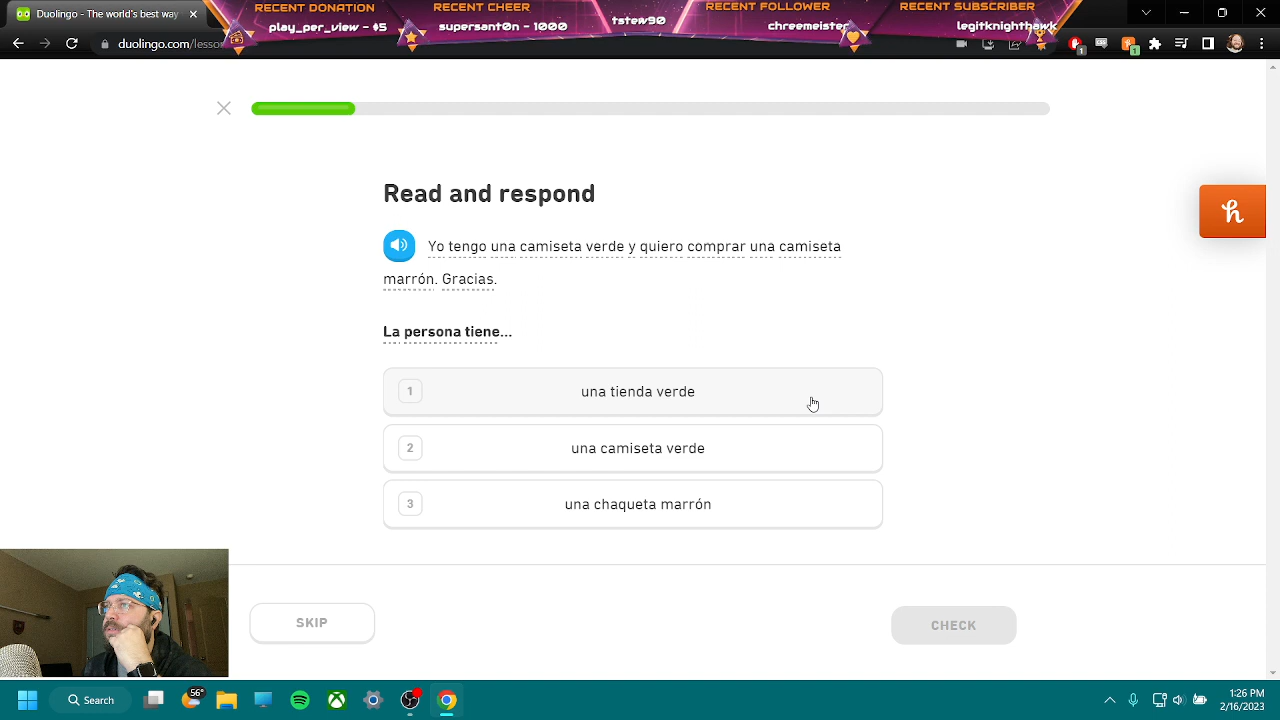 Duolingo - The world's best way
RECENT DONATION
play_per_view - $5
RECENT CHEER
supersant0n - 1000
tstew90
RECENT FOLLOWER
chreemeister
RECENT SUBSCRIBER
legitknighthawk
duolingo.com/lesson
1
1
Read and respond
Yo tengo una camiseta verde y quiero comprar una camiseta
marrón. Gracias.
La persona tiene...
1 una tienda verde
2 una camiseta verde
3 una chaqueta marrón
SKIP
CHECK
Search
56°
1:26 PM
2/16/2023